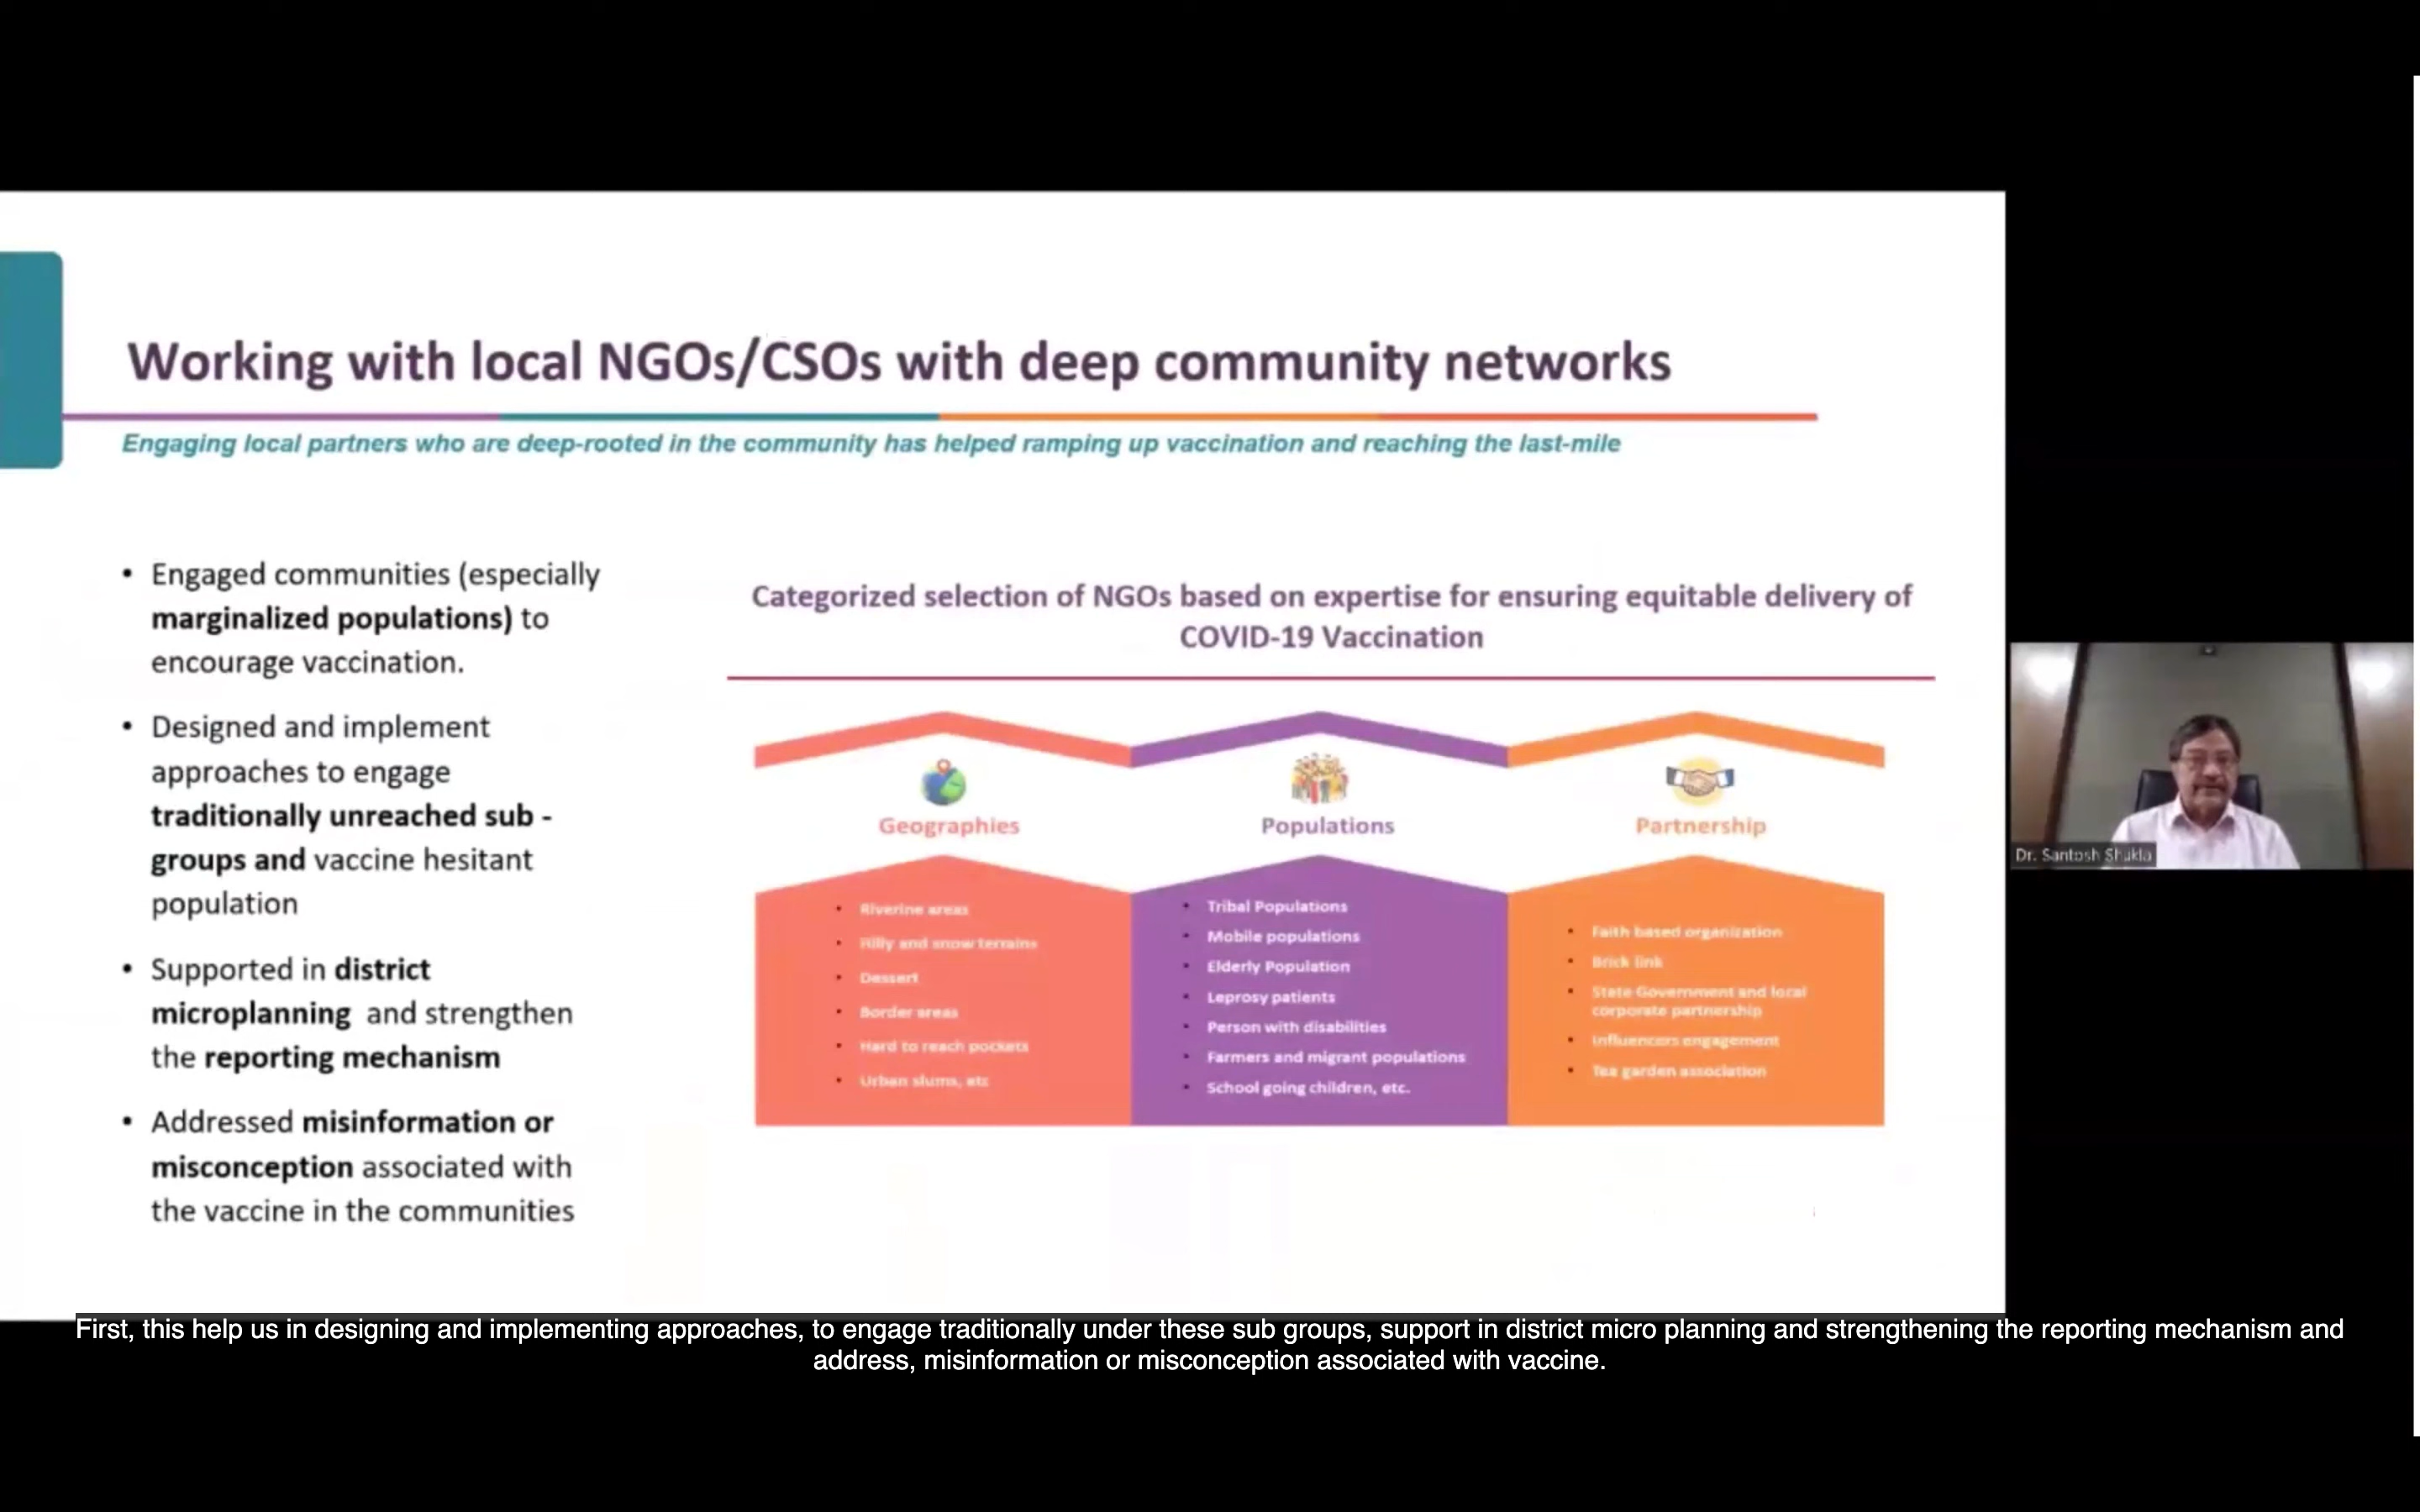 Working with local NGOs/CSOs with deep community networks
Engaging local partners who are deep-rooted in the community has helped ramping up vaccination and reaching the last-mile
• Engaged communities (especially
marginalized populations) to
encourage vaccination.
• Designed and implement
approaches to engage
traditionally unreached sub -
groups and vaccine hesitant
population
• Supported in district
microplanning and strengthen
the reporting mechanism
• Addressed misinformation or
misconception associated with
the vaccine in the communities
Categorized selection of NGOs based on expertise for ensuring equitable delivery of
COVID-19 Vaccination
Geographies
• Riverine areas
• Hilly and snow terrains
• Dessert
• Border areas
• Hard to reach pockets
• Urban slums, etc
Populations
• Tribal Populations
• Mobile populations
• Elderly Population
• Leprosy patients
• Person with disabilities
• Farmers and migrant populations
• School going children, etc.
Partnership
• Faith based organization
• Brick link
• State Government and local
corporate partnership
• Influencers engagement
• Tea garden association
Dr. Santosh Shukla
First, this help us in designing and implementing approaches, to engage traditionally under these sub groups, support in district micro planning and strengthening the reporting mechanism and
address, misinformation or misconception associated with vaccine.